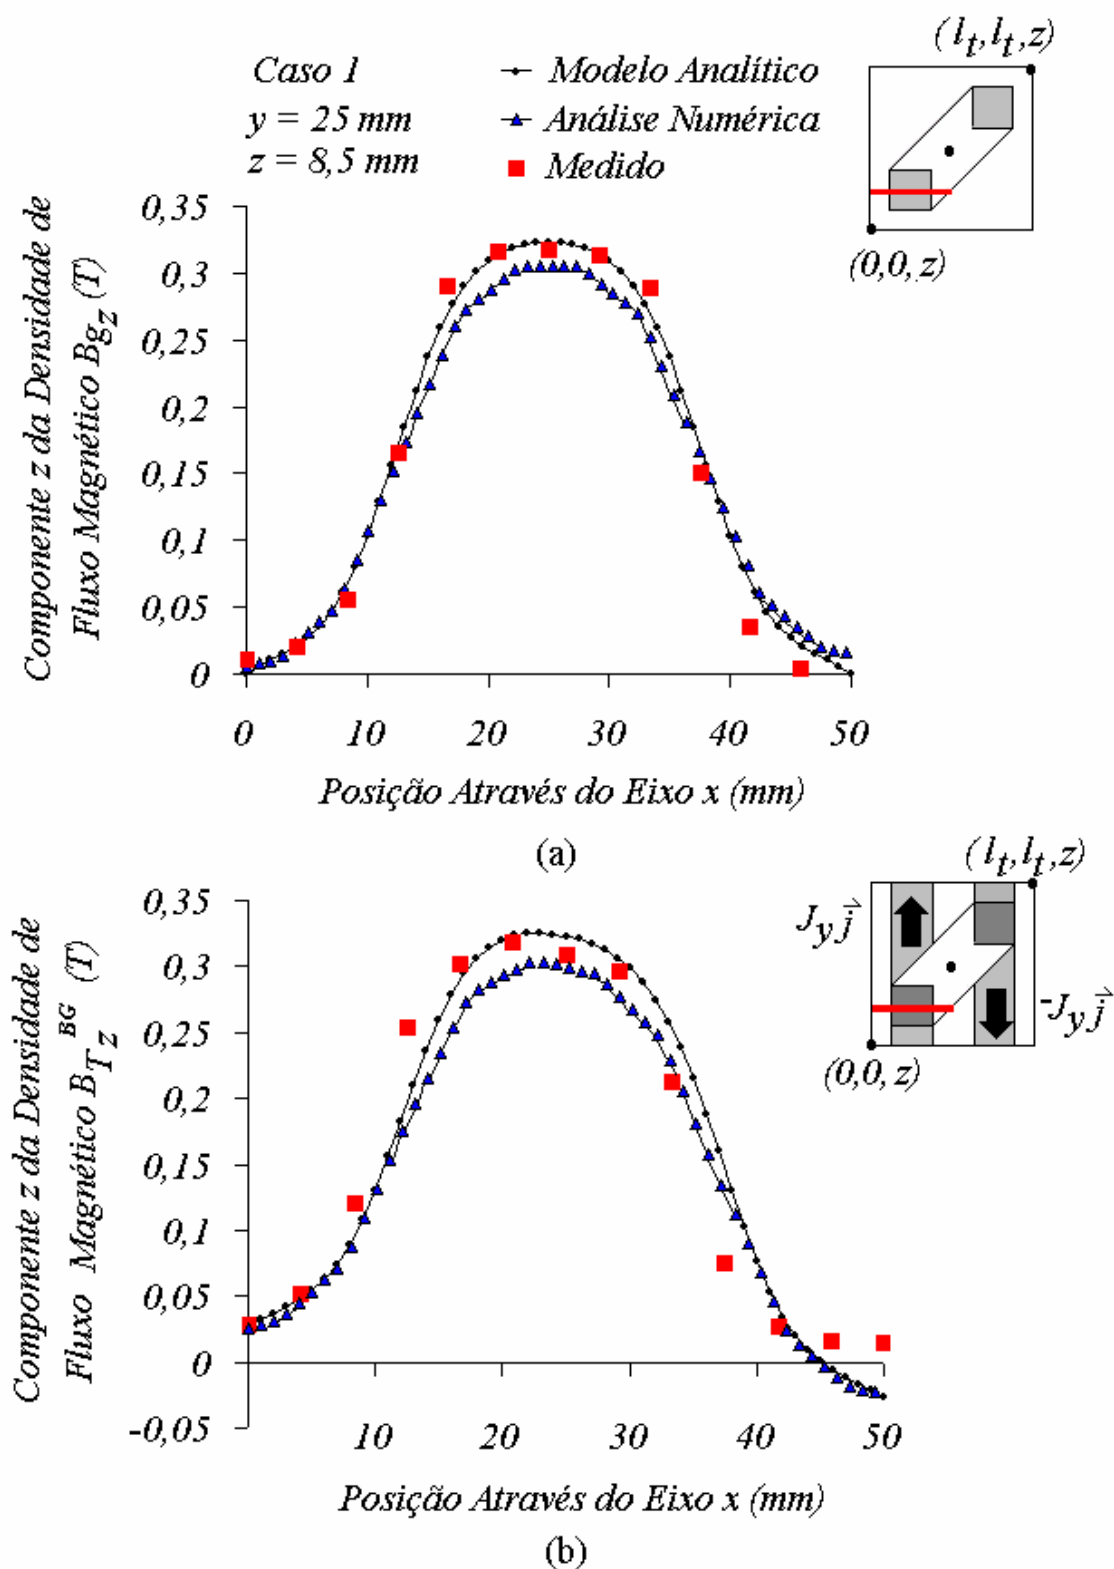 Caso 1
y = 25 mm
z = 8,5 mm
Modelo Analítico
Análise Numérica
Medido
(l_t, l_t, z)
(0,0, z)
Componente z da Densidade de
Fluxo Magnético Bg_z (T)
0,35
0,3
0,25
0,2
0,15
0,1
0,05
0
0 10 20 30 40 50
Posição Através do Eixo x (mm)
(a)
(l_t, l_t, z)
J_y j⃗
-J_y j⃗
(0,0, z)
Componente z da Densidade de
Fluxo Magnético B_T_z^BG (T)
0,35
0,3
0,25
0,2
0,15
0,1
0,05
0
-0,05
10 20 30 40 50
Posição Através do Eixo x (mm)
(b)